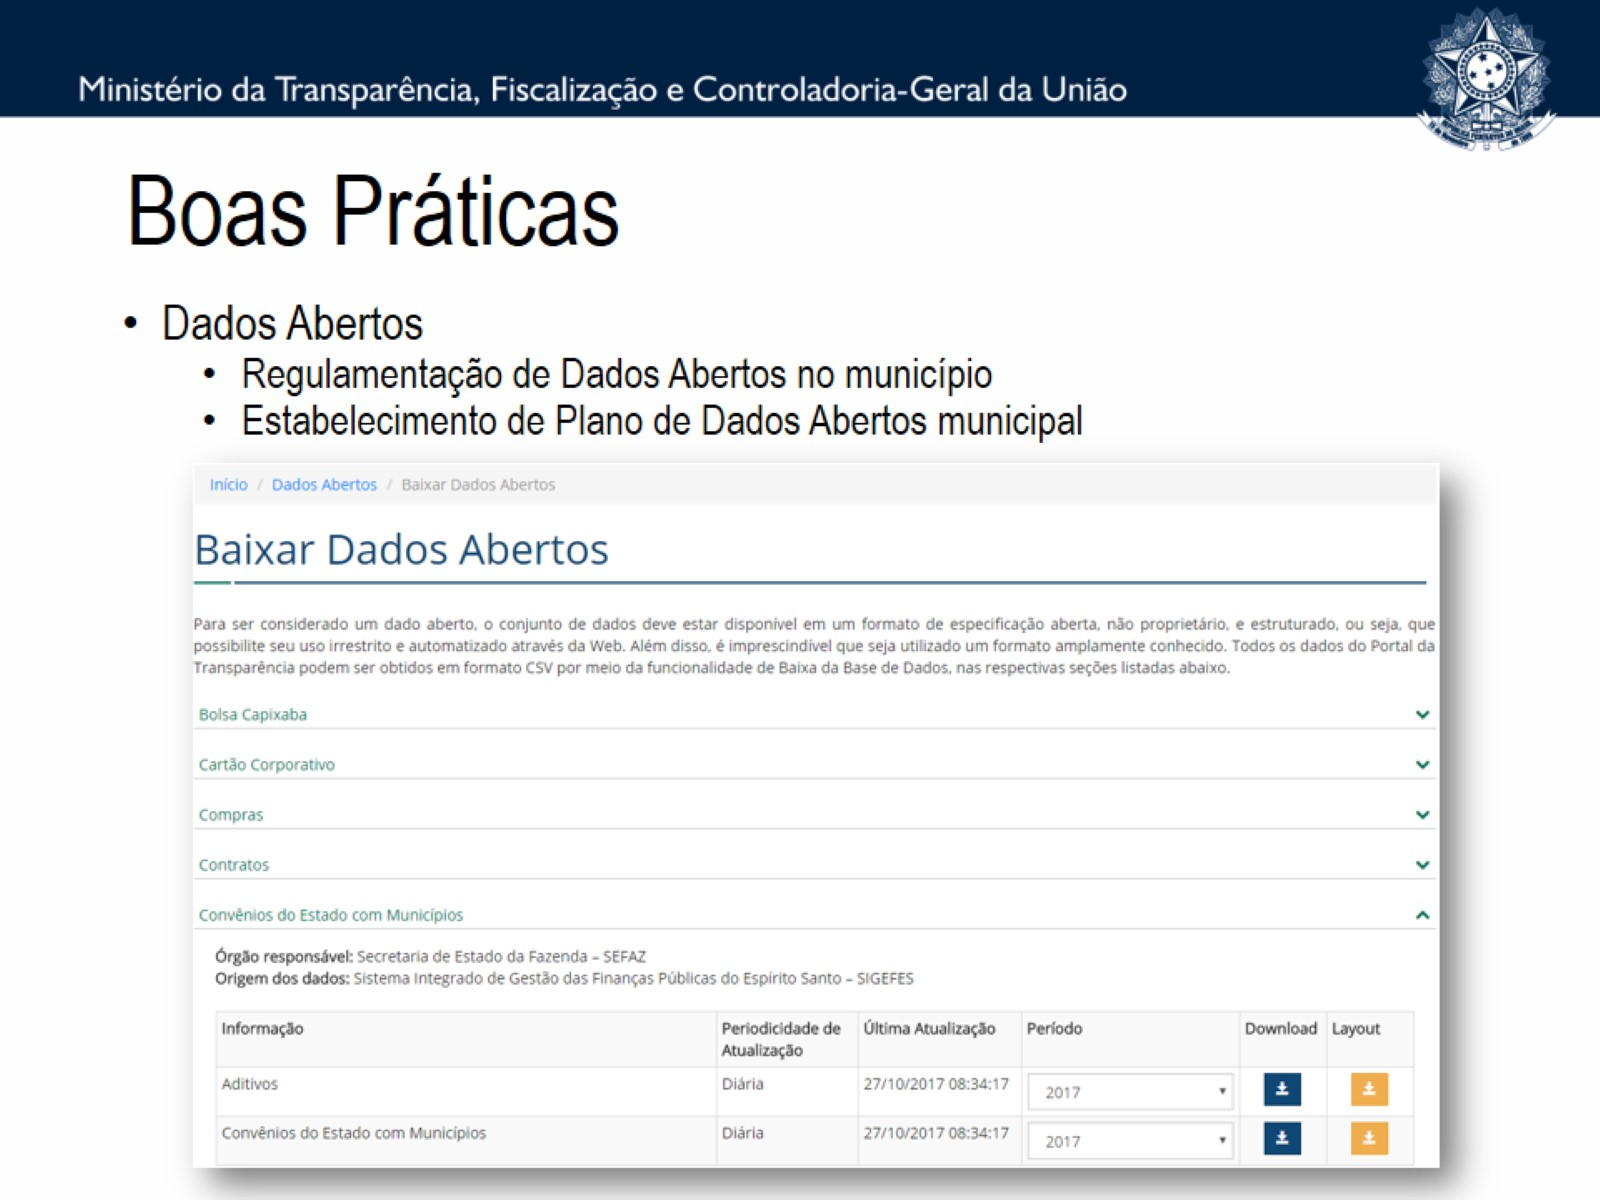 Ministério da Transparência, Fiscalização e Controladoria-Geral da União
Boas Práticas
• Dados Abertos
• Regulamentação de Dados Abertos no município
• Estabelecimento de Plano de Dados Abertos municipal
Início / Dados Abertos / Baixar Dados Abertos
Baixar Dados Abertos
Para ser considerado um dado aberto, o conjunto de dados deve estar disponível em um formato de especificação aberta, não proprietário, e estruturado, ou seja, que
possibilite seu uso irrestrito e automatizado através da Web. Além disso, é imprescindível que seja utilizado um formato amplamente conhecido. Todos os dados do Portal da
Transparência podem ser obtidos em formato CSV por meio da funcionalidade de Baixa da Base de Dados, nas respectivas seções listadas abaixo.
Bolsa Capixaba
Cartão Corporativo
Compras
Contratos
Convênios do Estado com Municípios
Órgão responsável: Secretaria de Estado da Fazenda – SEFAZ
Origem dos dados: Sistema Integrado de Gestão das Finanças Públicas do Espírito Santo – SIGEFES
Informação Periodicidade de Atualização Última Atualização Período Download Layout
Aditivos Diária 27/10/2017 08:34:17 2017
Convênios do Estado com Municípios Diária 27/10/2017 08:34:17 2017